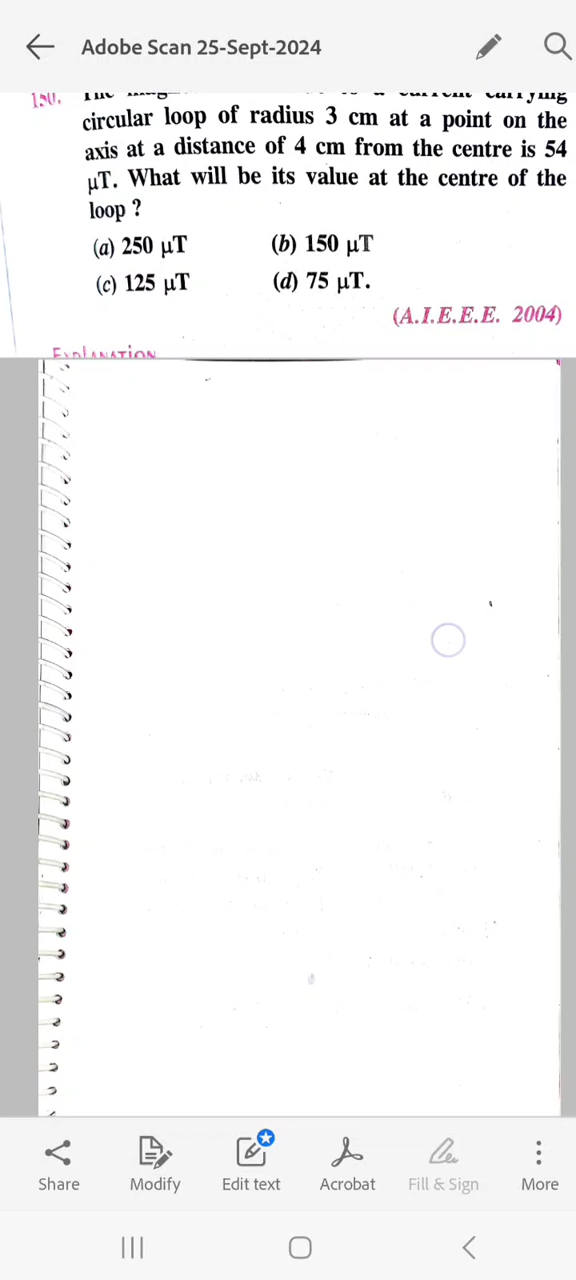 Adobe Scan 25-Sept-2024
150.
circular loop of radius 3 cm at a point on the
axis at a distance of 4 cm from the centre is 54
μT. What will be its value at the centre of the
loop ?
(a) 250 μT (b) 150 μT
(c) 125 μT (d) 75 μT.
(A.I.E.E.E. 2004)
EXPLANATION
Share Modify Edit text Acrobat Fill & Sign More